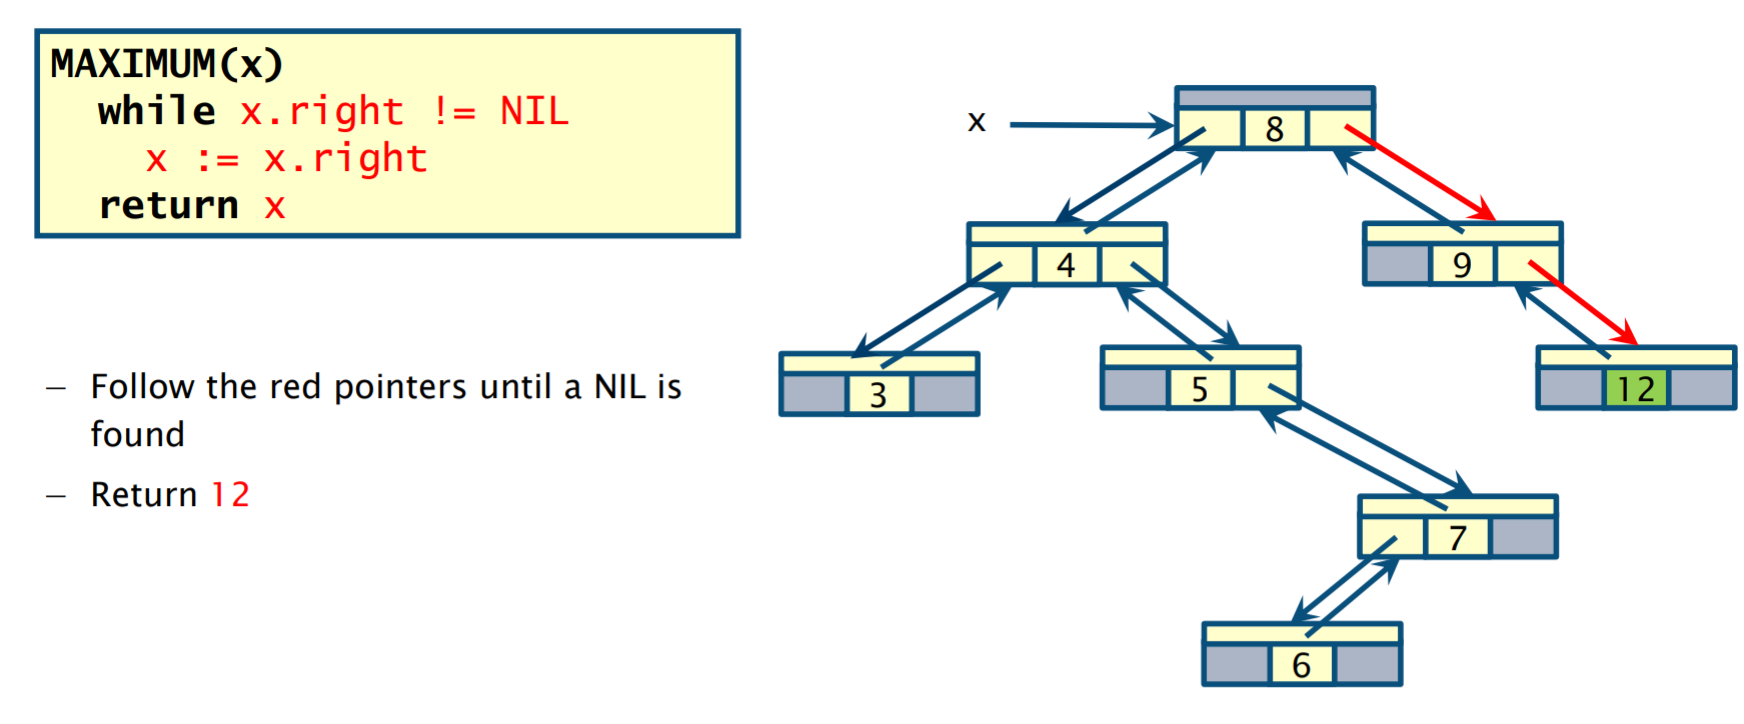 MAXIMUM(x)
while x.right != NIL
x := x.right
return x
– Follow the red pointers until a NIL is
found
– Return 12
x
8
4
9
3
5
12
7
6